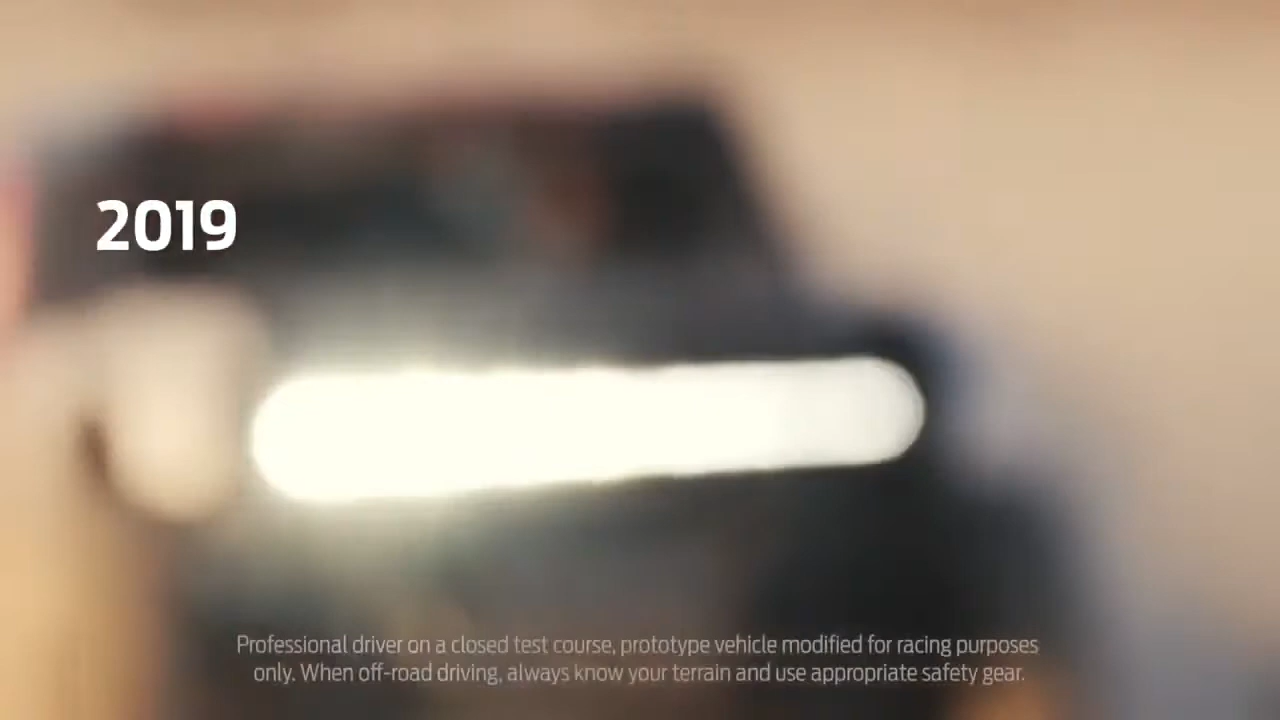 2019
Professional driver on a closed test course, prototype vehicle modified for racing purposes
only. When off-road driving, always know your terrain and use appropriate safety gear.